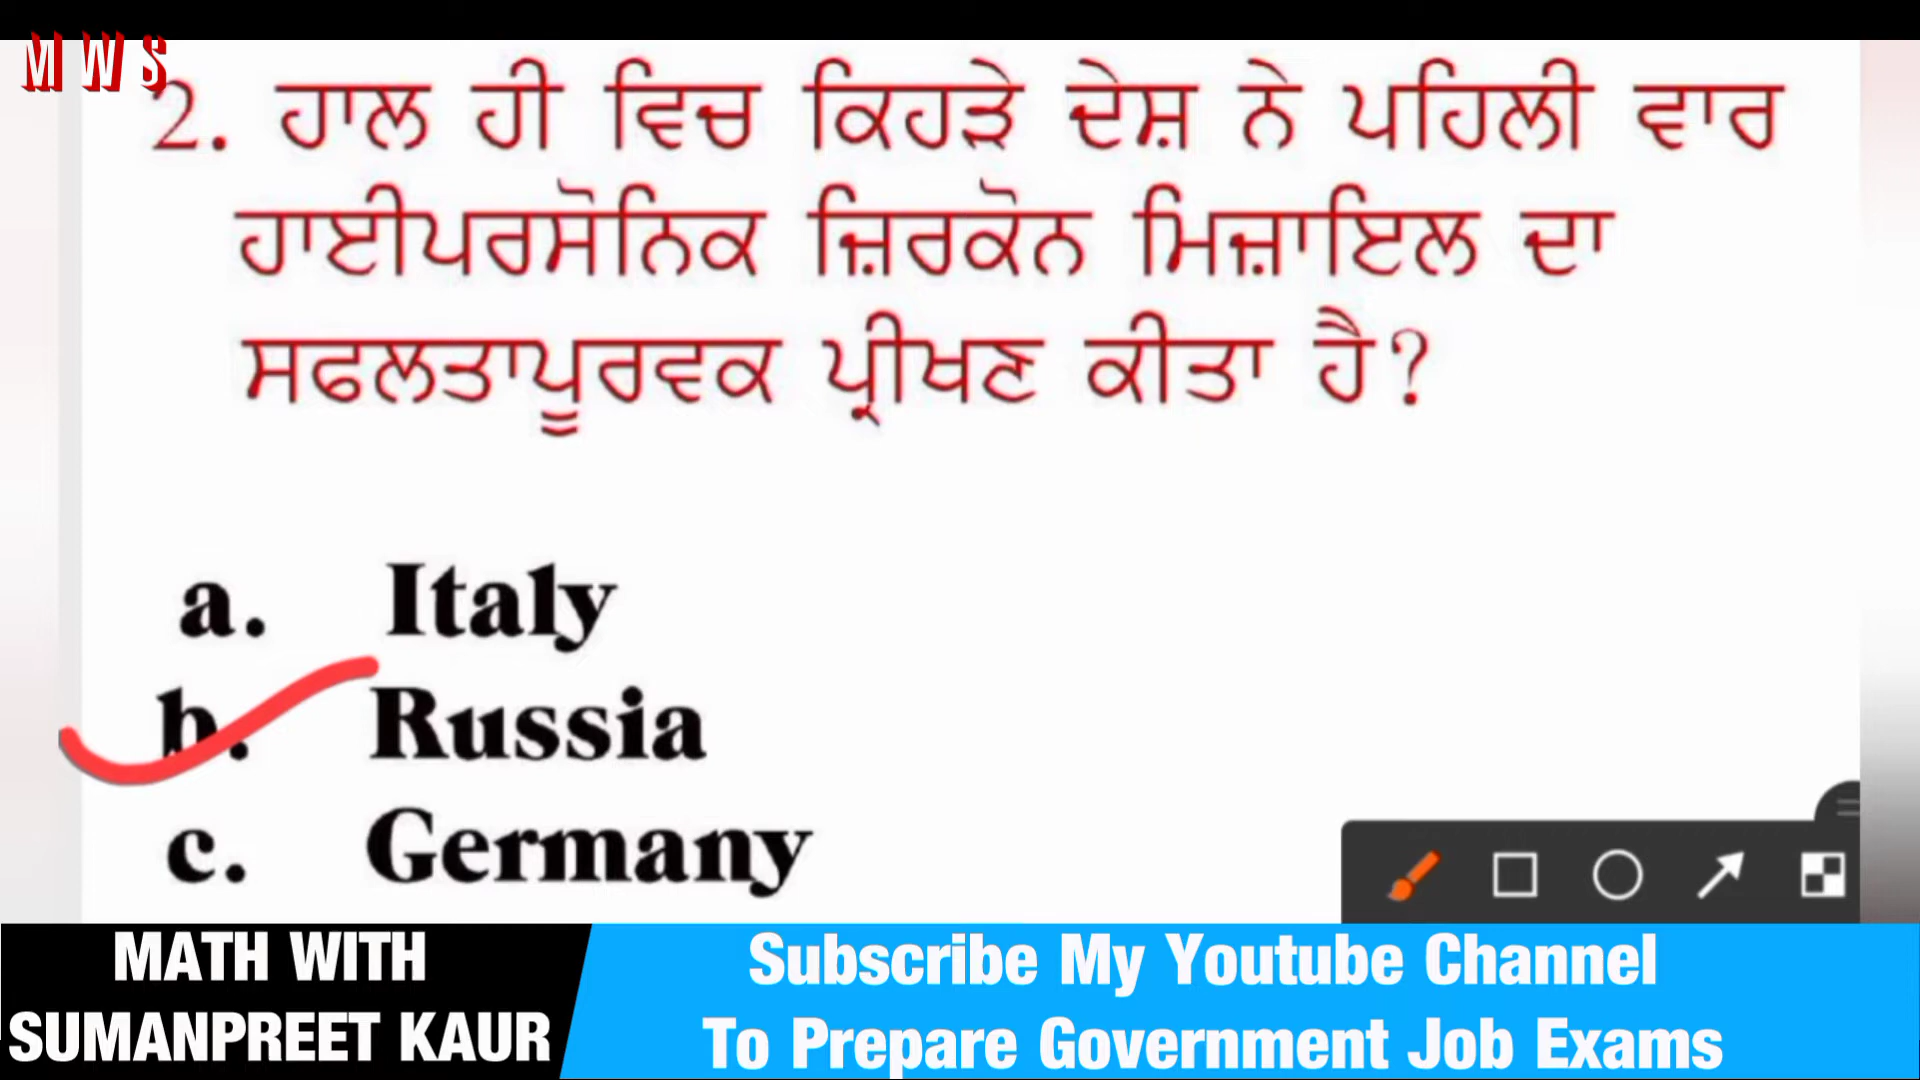 MWS
2. ਹਾਲ ਹੀ ਵਿਚ ਕਿਹੜੇ ਦੇਸ਼ ਨੇ ਪਹਿਲੀ ਵਾਰ
ਹਾਈਪਰਸੋਨਿਕ ਜ਼ਿਰਕੋਨ ਮਿਜ਼ਾਇਲ ਦਾ
ਸਫਲਤਾਪੂਰਵਕ ਪ੍ਰੀਖਣ ਕੀਤਾ ਹੈ?
a. Italy
b. Russia
c. Germany
MATH WITH
SUMANPREET KAUR
Subscribe My Youtube Channel
To Prepare Government Job Exams